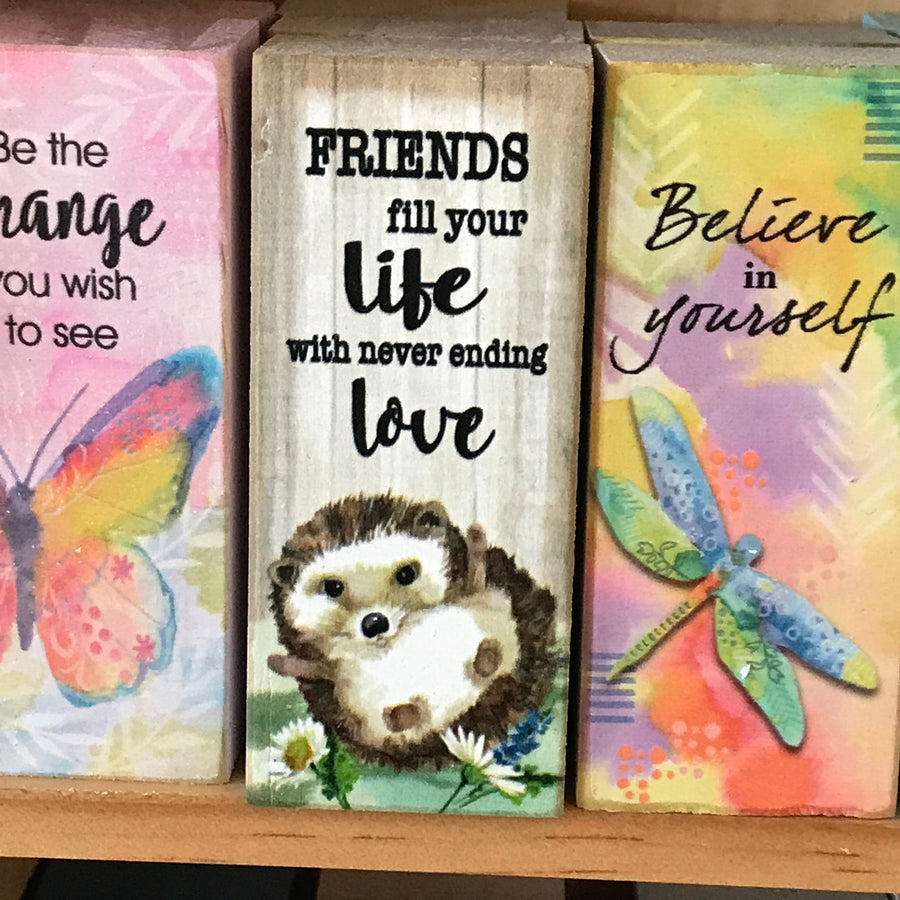 Be the
hange
you wish
to see
FRIENDS
fill your
life
with never ending
love
Believe
in
yourself